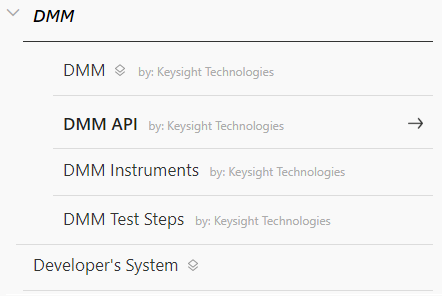 DMM
DMM by: Keysight Technologies
DMM API by: Keysight Technologies
DMM Instruments by: Keysight Technologies
DMM Test Steps by: Keysight Technologies
Developer's System